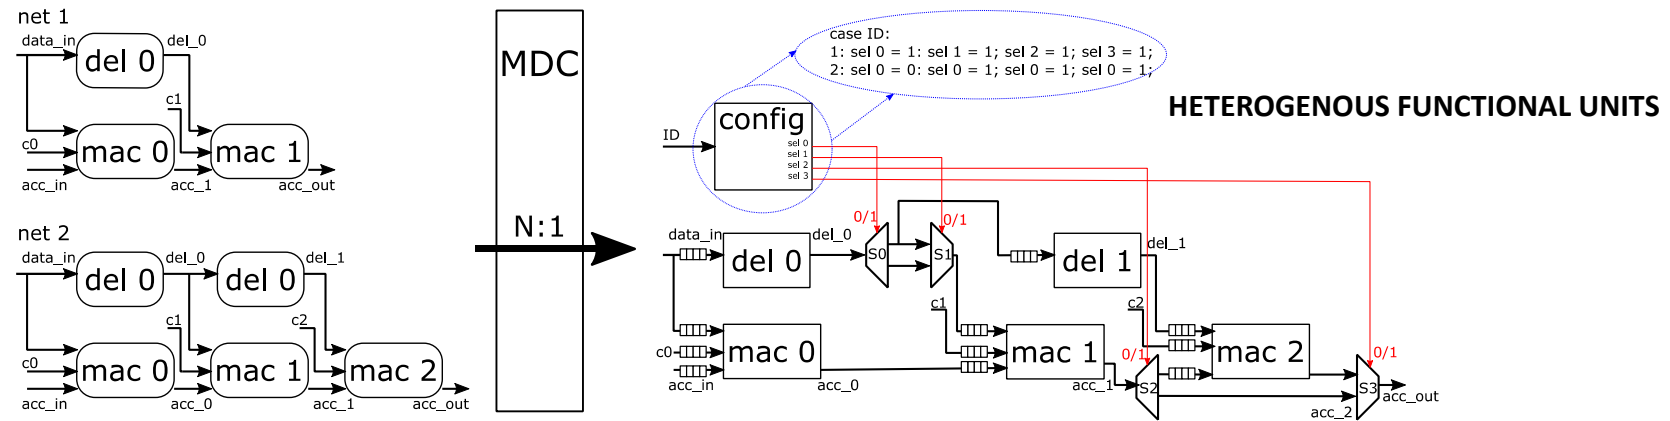 net 1
data_in
del_0
del 0
c1
c0
mac 0
mac 1
acc_in
acc_1
acc_out
net 2
data_in
del_0
del_1
del 0
del 0
c1
c2
c0
mac 0
mac 1
mac 2
acc_in
acc_0
acc_1
acc_out
MDC
N:1
case ID:
1: sel 0 = 1: sel 1 = 1; sel 2 = 1; sel 3 = 1;
2: sel 0 = 0: sel 0 = 1; sel 0 = 1; sel 0 = 1;
HETEROGENOUS FUNCTIONAL UNITS
ID
config
sel 0
sel 1
sel 2
sel 3
0/1
0/1
data_in
del_0
del 0
S0
S1
del 1
del_1
c1
c2
c0
mac 0
mac 1
0/1
mac 2
0/1
acc_in
acc_0
acc_1
S2
S3
acc_2
acc_out